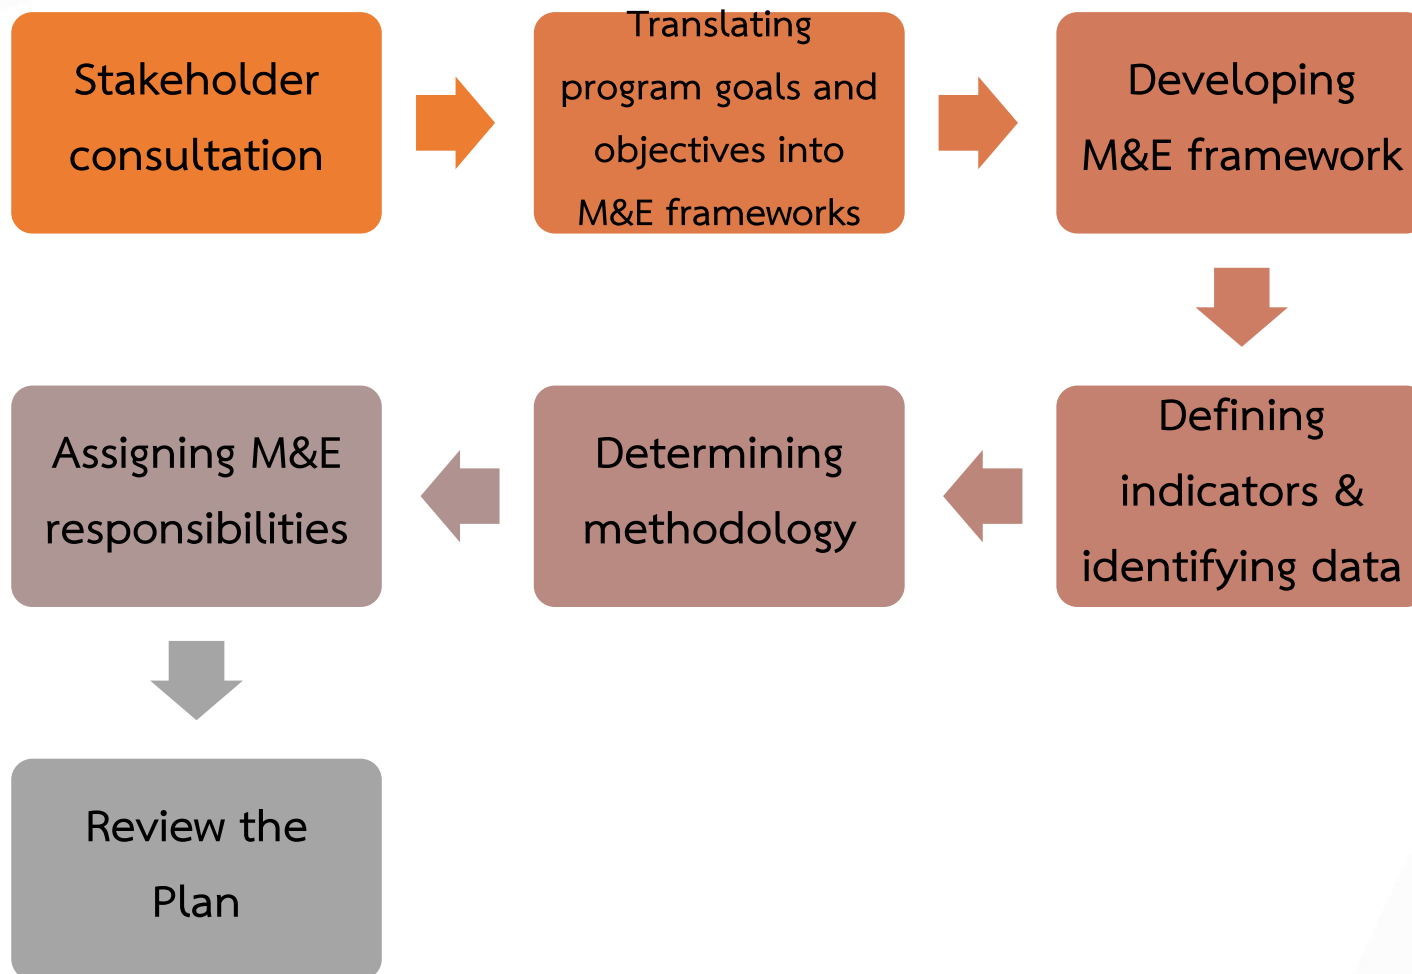 Stakeholder
consultation
Translating
program goals and
objectives into
M&E frameworks
Developing
M&E framework
Defining
indicators &
identifying data
Determining
methodology
Assigning M&E
responsibilities
Review the
Plan